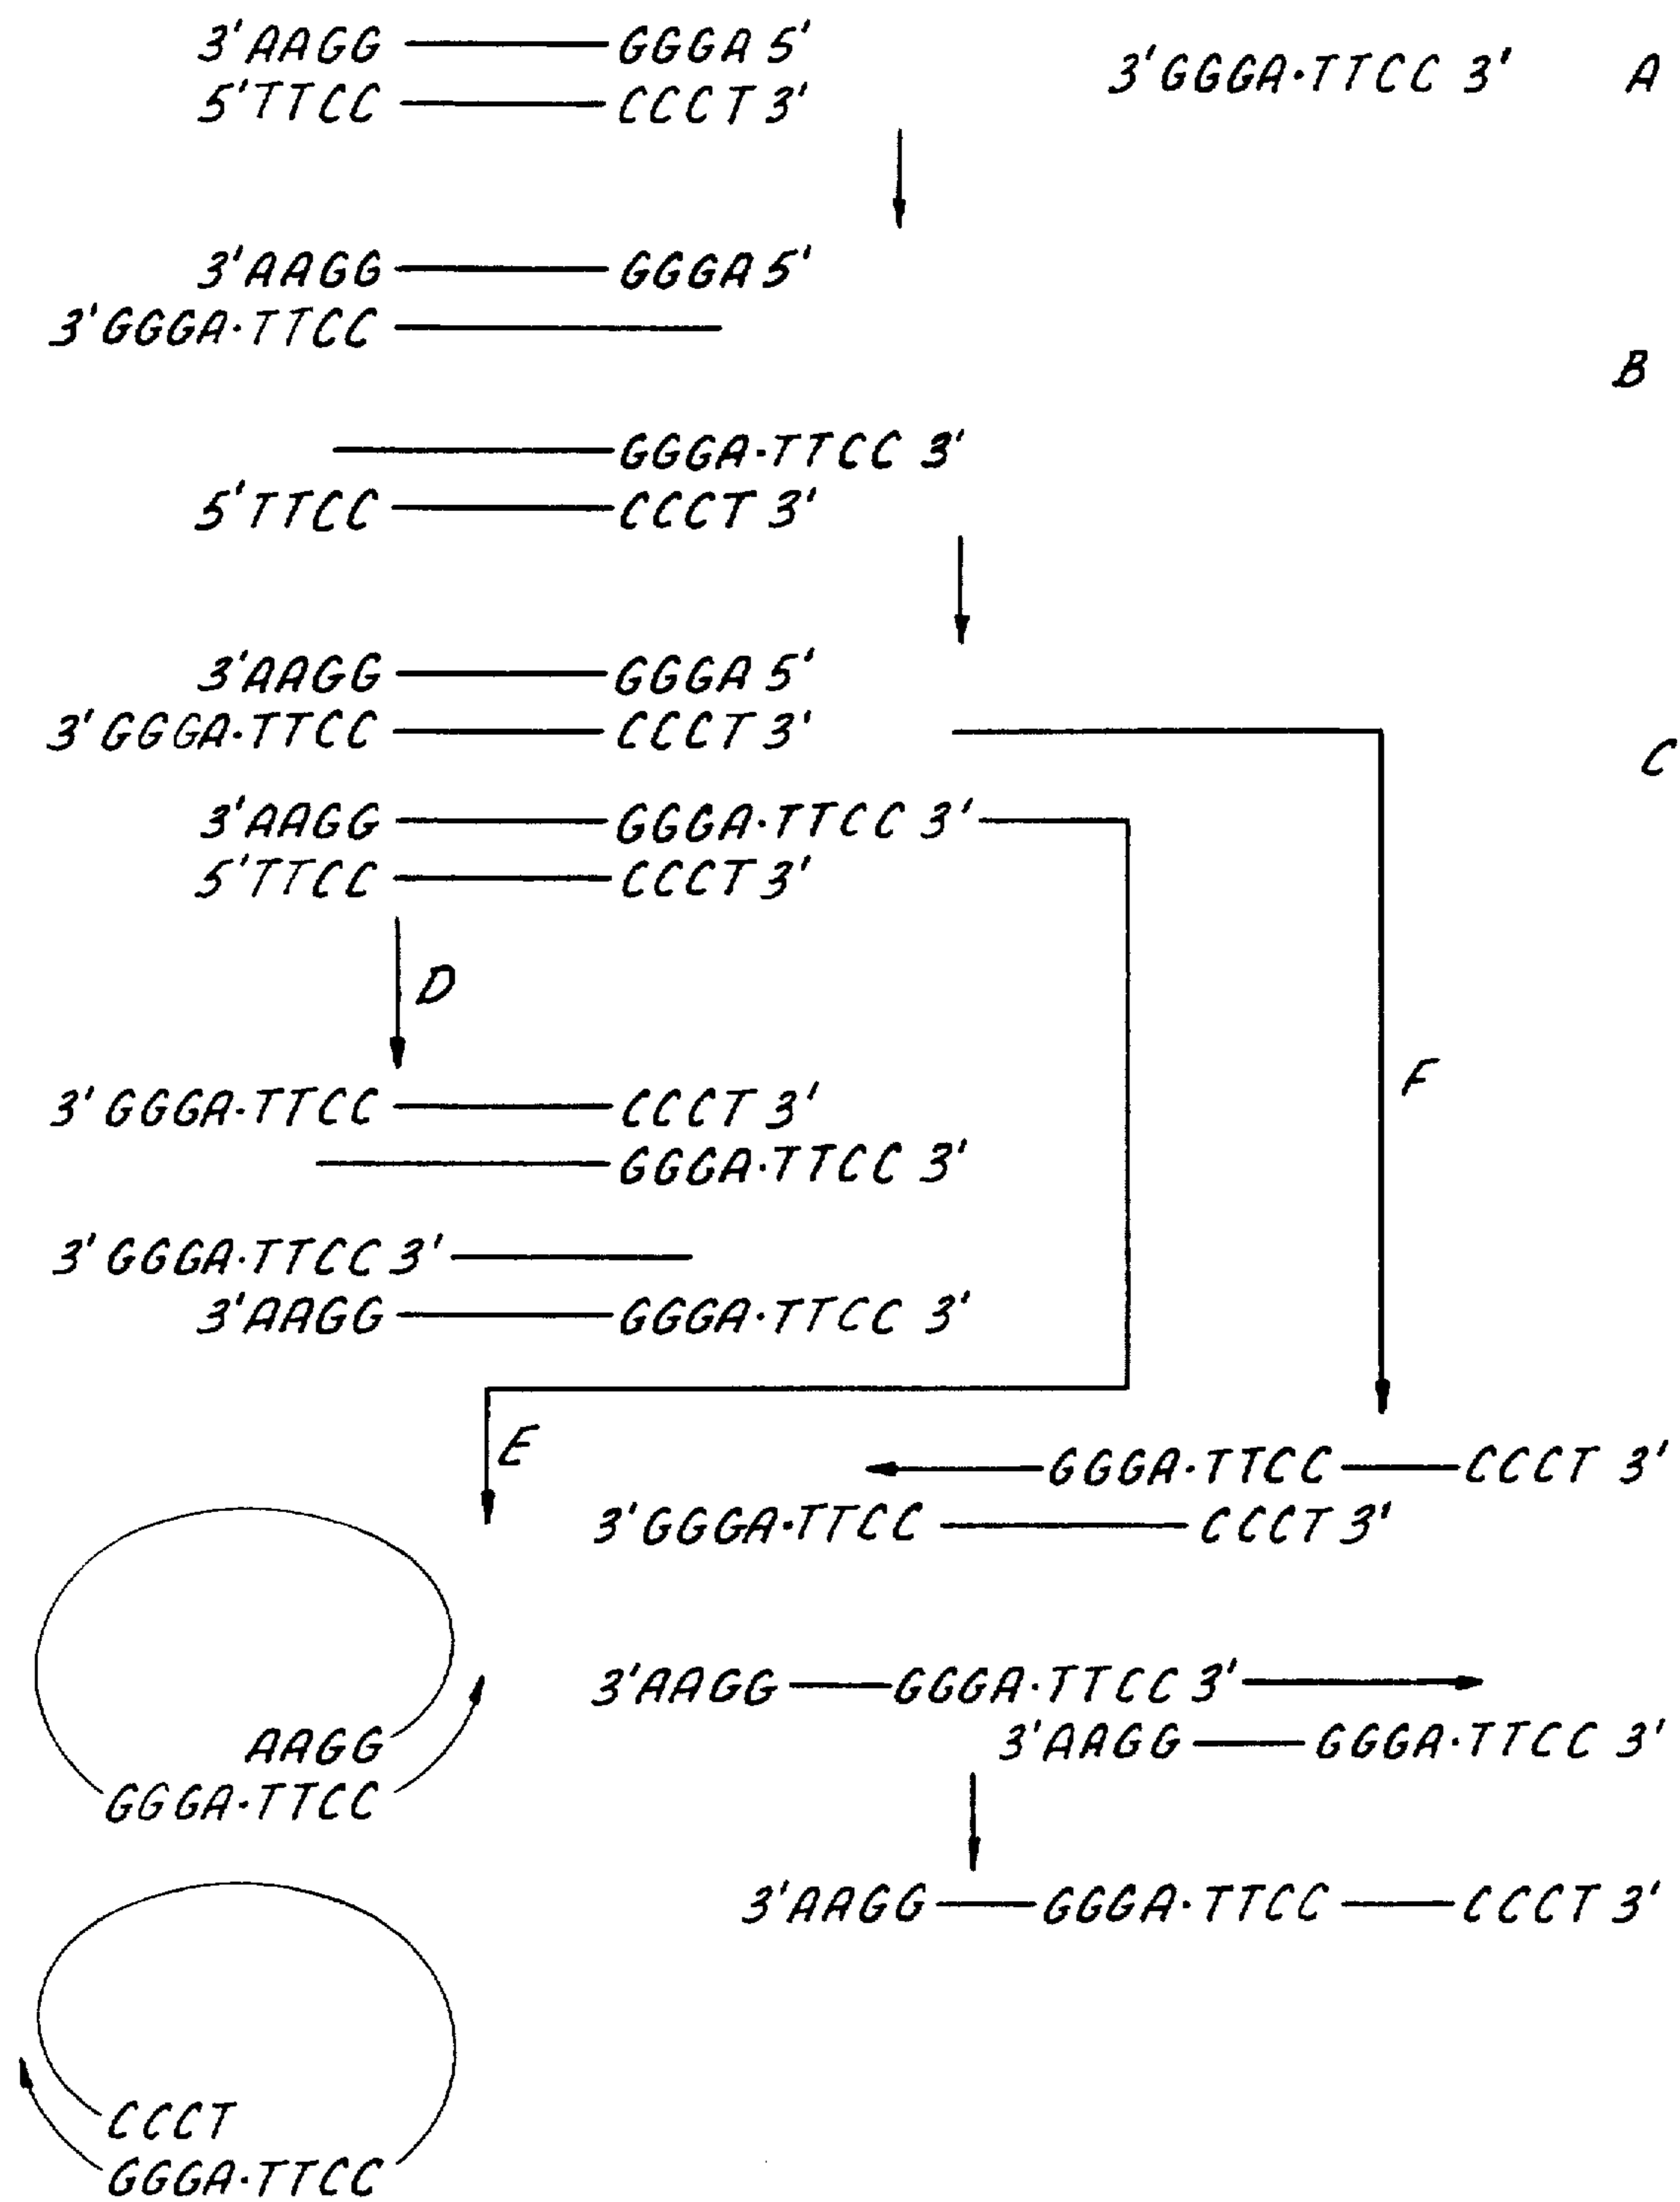 3'AAGG GGGA 5'
5'TTCC CCCT 3'
3'GGGA·TTCC 3' A
3'AAGG GGGA 5'
3'GGGA·TTCC
B
GGGA·TTCC 3'
5'TTCC CCCT 3'
3'AAGG GGGA 5'
3'GGGA·TTCC CCCT 3'
C
3'AAGG GGGA·TTCC 3'
5'TTCC CCCT 3'
D
F
3'GGGA·TTCC CCCT 3'
GGGA·TTCC 3'
3'GGGA·TTCC 3'
3'AAGG GGGA·TTCC 3'
E
GGGA·TTCC CCCT 3'
3'GGGA·TTCC CCCT 3'
3'AAGG GGGA·TTCC 3'
3'AAGG GGGA·TTCC 3'
AAGG
GGGA·TTCC
3'AAGG GGGA·TTCC CCCT 3'
CCCT
GGGA·TTCC